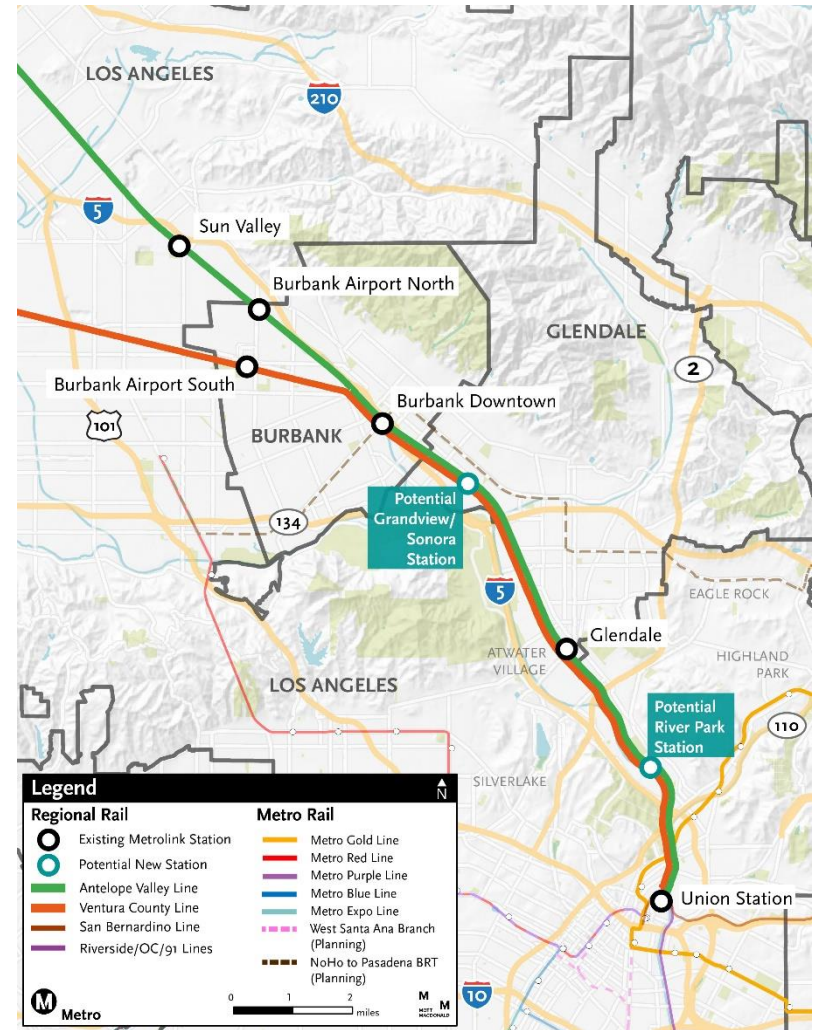 LOS ANGELES
210
5
Sun Valley
Burbank Airport North
GLENDALE
2
Burbank Airport South
101
Burbank Downtown
BURBANK
134
Potential
Grandview/
Sonora
Station
5
EAGLE ROCK
Glendale
ATWATER
VILLAGE
HIGHLAND
PARK
LOS ANGELES
Potential
River Park
Station
110
SILVERLAKE
Union Station
10
Legend
N
Regional Rail
Existing Metrolink Station
Potential New Station
Antelope Valley Line
Ventura County Line
San Bernardino Line
Riverside/OC/91 Lines
Metro Rail
Metro Gold Line
Metro Red Line
Metro Purple Line
Metro Blue Line
Metro Expo Line
West Santa Ana Branch
(Planning)
NoHo to Pasadena BRT
(Planning)
M Metro
0 1 2
miles
M
M
MOTT
MACDONALD